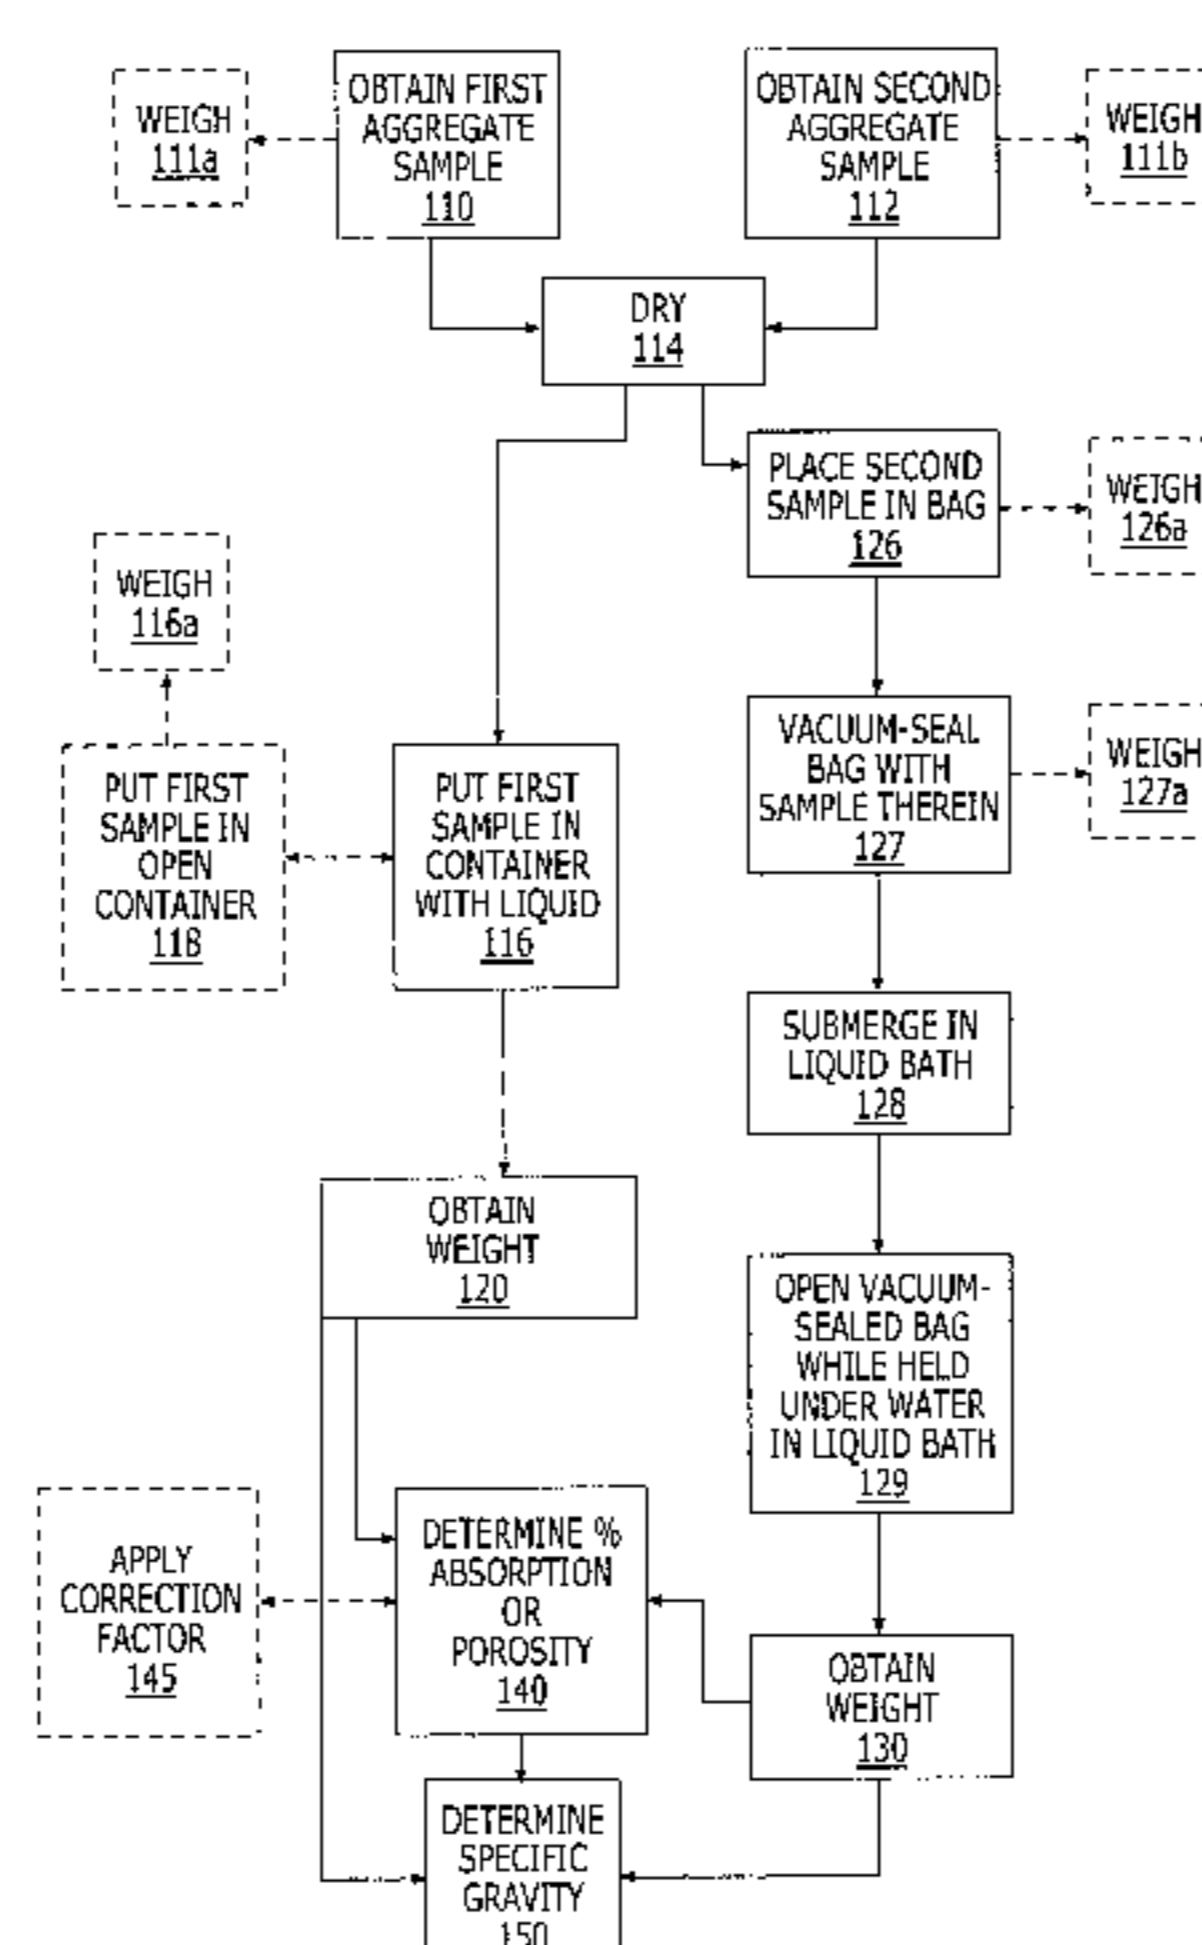 WEIGH
111a
OBTAIN FIRST
AGGREGATE
SAMPLE
110
OBTAIN SECOND
AGGREGATE
SAMPLE
112
WEIGH
111b
DRY
114
PLACE SECOND
SAMPLE IN BAG
126
WEIGH
126a
WEIGH
116a
PUT FIRST
SAMPLE IN
OPEN
CONTAINER
118
PUT FIRST
SAMPLE IN
CONTAINER
WITH LIQUID
116
VACUUM-SEAL
BAG WITH
SAMPLE THEREIN
127
WEIGH
127a
SUBMERGE IN
LIQUID BATH
128
OBTAIN
WEIGHT
120
OPEN VACUUM-
SEALED BAG
WHILE HELD
UNDER WATER
IN LIQUID BATH
129
APPLY
CORRECTION
FACTOR
145
DETERMINE %
ABSORPTION
OR
POROSITY
140
OBTAIN
WEIGHT
130
DETERMINE
SPECIFIC
GRAVITY
150